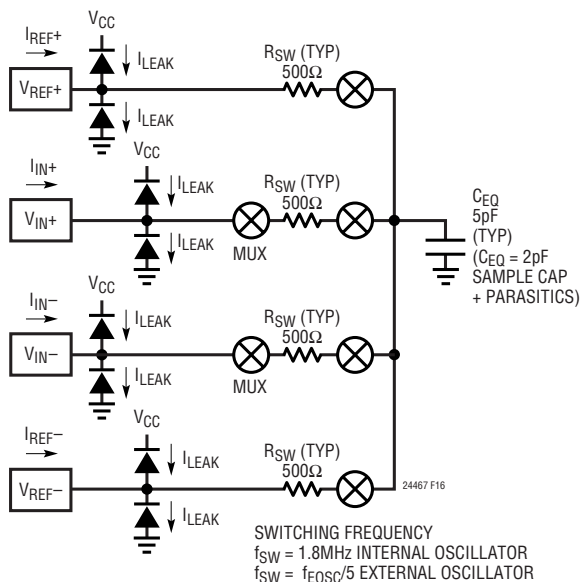 VCC
IREF+
ILEAK
RSW (TYP)
500Ω
VREF+
ILEAK
VCC
IIN+
ILEAK
RSW (TYP)
500Ω
VIN+
ILEAK
MUX
CEQ
5pF
(TYP)
(CEQ = 2pF
SAMPLE CAP
+ PARASITICS)
VCC
IIN–
ILEAK
RSW (TYP)
500Ω
VIN–
ILEAK
MUX
VCC
IREF–
ILEAK
RSW (TYP)
500Ω
VREF–
ILEAK
24467 F16
SWITCHING FREQUENCY
fSW = 1.8MHz INTERNAL OSCILLATOR
fSW = fEOSC/5 EXTERNAL OSCILLATOR